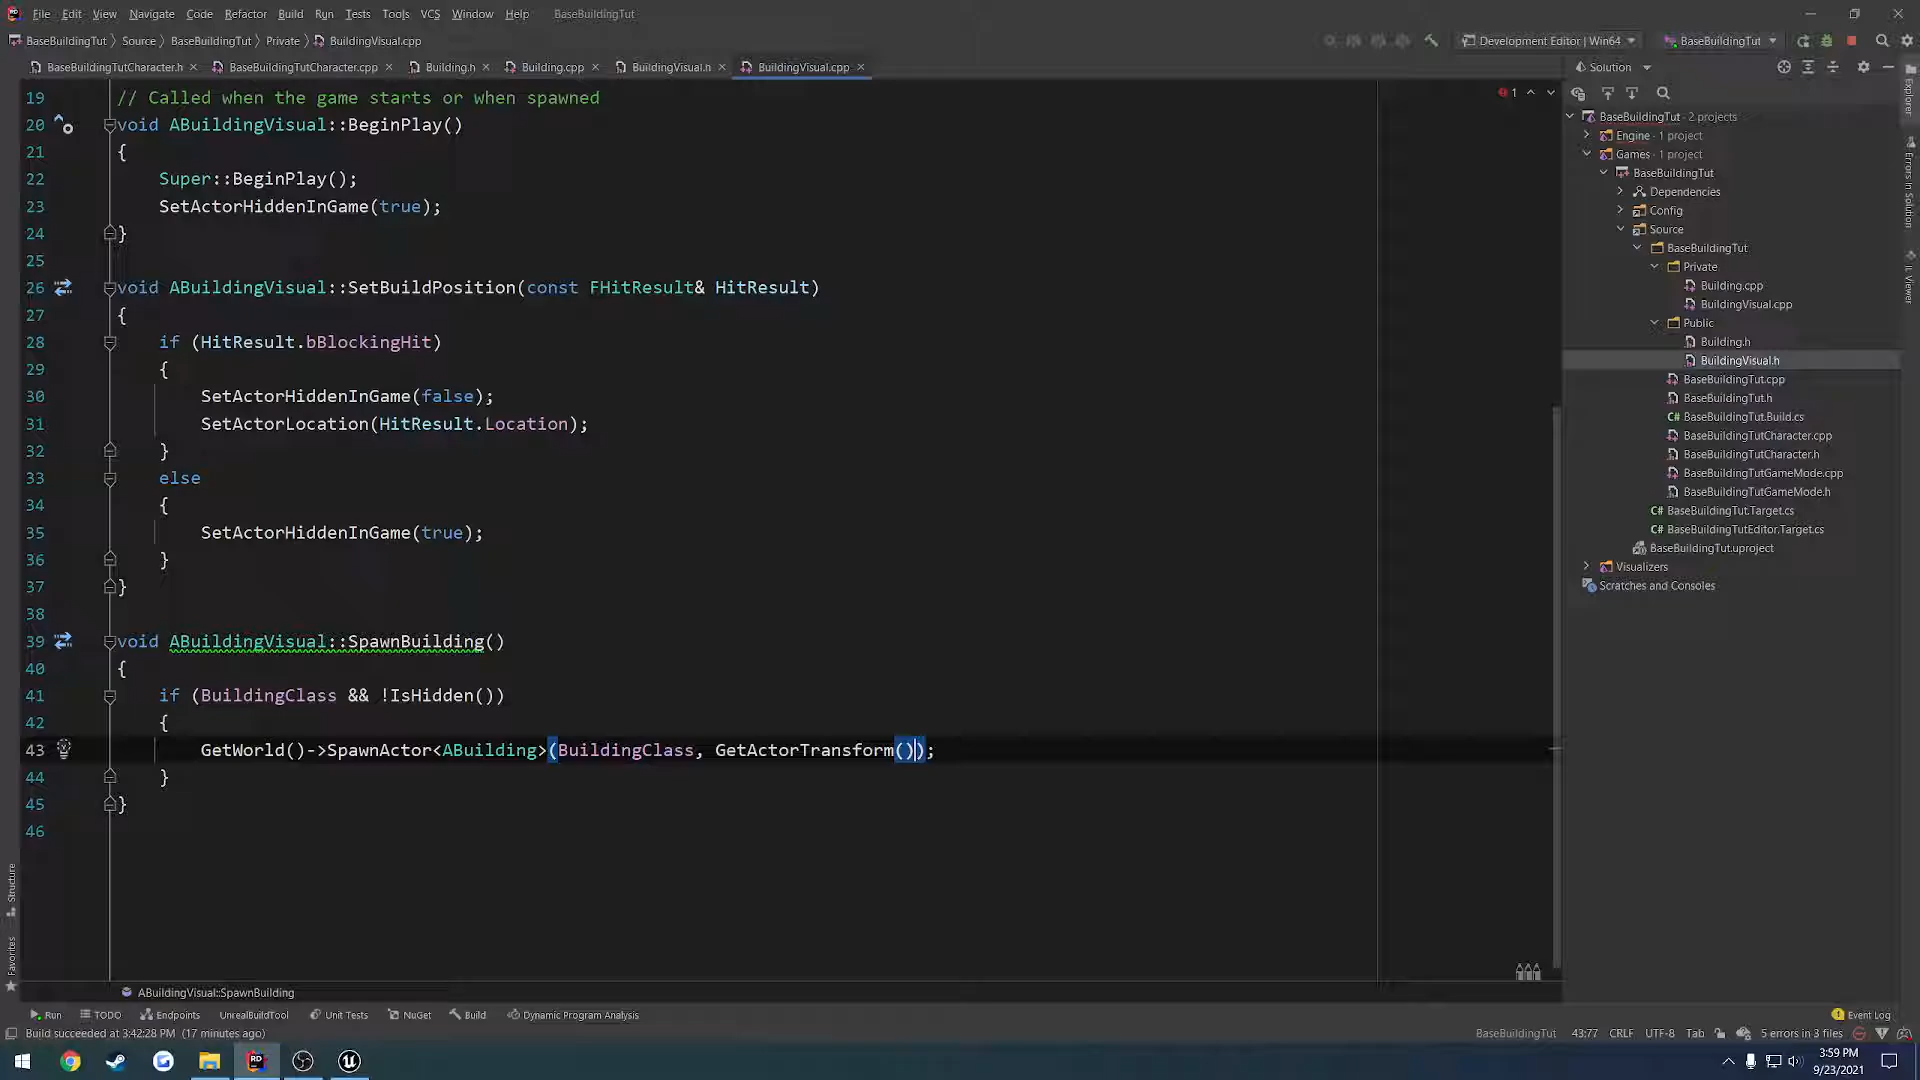 File Edit View Navigate Code Refactor Build Run Tests Tools VCS Window Help BaseBuildingTut
BaseBuildingTut Source BaseBuildingTut Private BuildingVisual.cpp Development Editor | Win64 BaseBuildingTut
BaseBuildingTutCharacter.h BaseBuildingTutCharacter.cpp Building.h Building.cpp BuildingVisual.h BuildingVisual.cpp
19 // Called when the game starts or when spawned
20 void ABuildingVisual::BeginPlay()
21 {
22 Super::BeginPlay();
23 SetActorHiddenInGame(true);
24 }
25
26 void ABuildingVisual::SetBuildPosition(const FHitResult& HitResult)
27 {
28 if (HitResult.bBlockingHit)
29 {
30 SetActorHiddenInGame(false);
31 SetActorLocation(HitResult.Location);
32 }
33 else
34 {
35 SetActorHiddenInGame(true);
36 }
37 }
38
39 void ABuildingVisual::SpawnBuilding()
40 {
41 if (BuildingClass && !IsHidden())
42 {
43 GetWorld()->SpawnActor<ABuilding>(BuildingClass, GetActorTransform());
44 }
45 }
46
1
Solution
BaseBuildingTut · 2 projects
Engine · 1 project
Games · 1 project
BaseBuildingTut
Dependencies
Config
Source
BaseBuildingTut
Private
Building.cpp
BuildingVisual.cpp
Public
Building.h
BuildingVisual.h
BaseBuildingTut.cpp
BaseBuildingTut.h
C# BaseBuildingTut.Build.cs
BaseBuildingTutCharacter.cpp
BaseBuildingTutCharacter.h
BaseBuildingTutGameMode.cpp
BaseBuildingTutGameMode.h
C# BaseBuildingTut.Target.cs
C# BaseBuildingTutEditor.Target.cs
BaseBuildingTut.uproject
Visualizers
Scratches and Consoles
Explorer
Errors In Solution
IL Viewer
Structure
Favorites
ABuildingVisual::SpawnBuilding
Run TODO Endpoints UnrealBuildTool Unit Tests NuGet Build Dynamic Program Analysis Event Log
Build succeeded at 3:42:28 PM (17 minutes ago) BaseBuildingTut 43:77 CRLF UTF-8 Tab 5 errors in 3 files
3:59 PM
9/23/2021